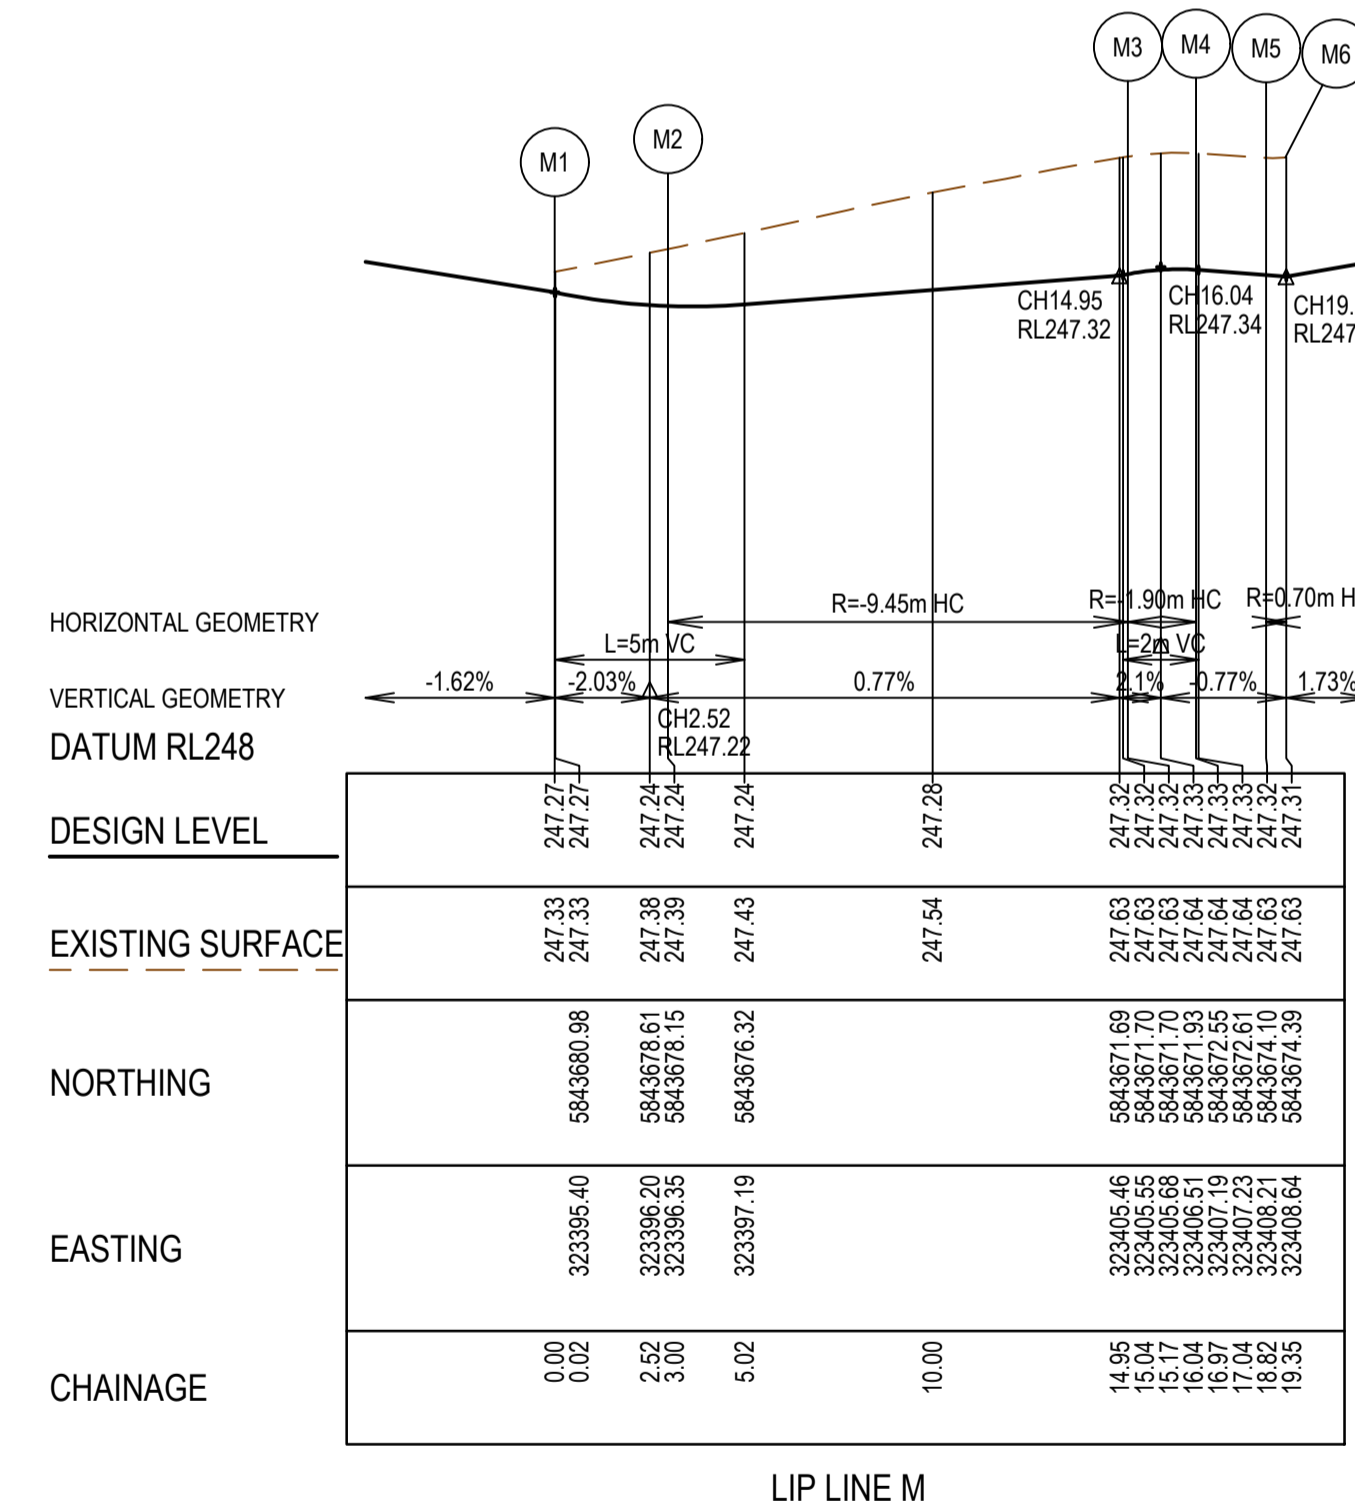 M1
M2
M3
M4
M5
M6
CH14.95
RL247.32
CH16.04
RL247.34
CH19.
RL247
HORIZONTAL GEOMETRY
R=-9.45m HC
R=-1.90m HC
R=0.70m H
L=5m VC
L=2m VC
VERTICAL GEOMETRY
-1.62%
-2.03%
0.77%
2.1%
-0.77%
1.73%
CH2.52
RL247.22
DATUM RL248
DESIGN LEVEL
247.27
247.27
247.24
247.24
247.24
247.28
247.32
247.32
247.32
247.33
247.33
247.33
247.32
247.31
EXISTING SURFACE
247.33
247.33
247.38
247.39
247.43
247.54
247.63
247.63
247.63
247.64
247.64
247.64
247.63
247.63
NORTHING
5843680.98
5843678.61
5843678.15
5843676.32
5843671.69
5843671.70
5843671.70
5843671.93
5843672.55
5843672.61
5843674.10
5843674.39
EASTING
323395.40
323396.20
323396.35
323397.19
323405.46
323405.55
323405.68
323406.51
323407.19
323407.23
323408.21
323408.64
CHAINAGE
0.00
0.02
2.52
3.00
5.02
10.00
14.95
15.04
15.17
16.04
16.97
17.04
18.82
19.35
LIP LINE M